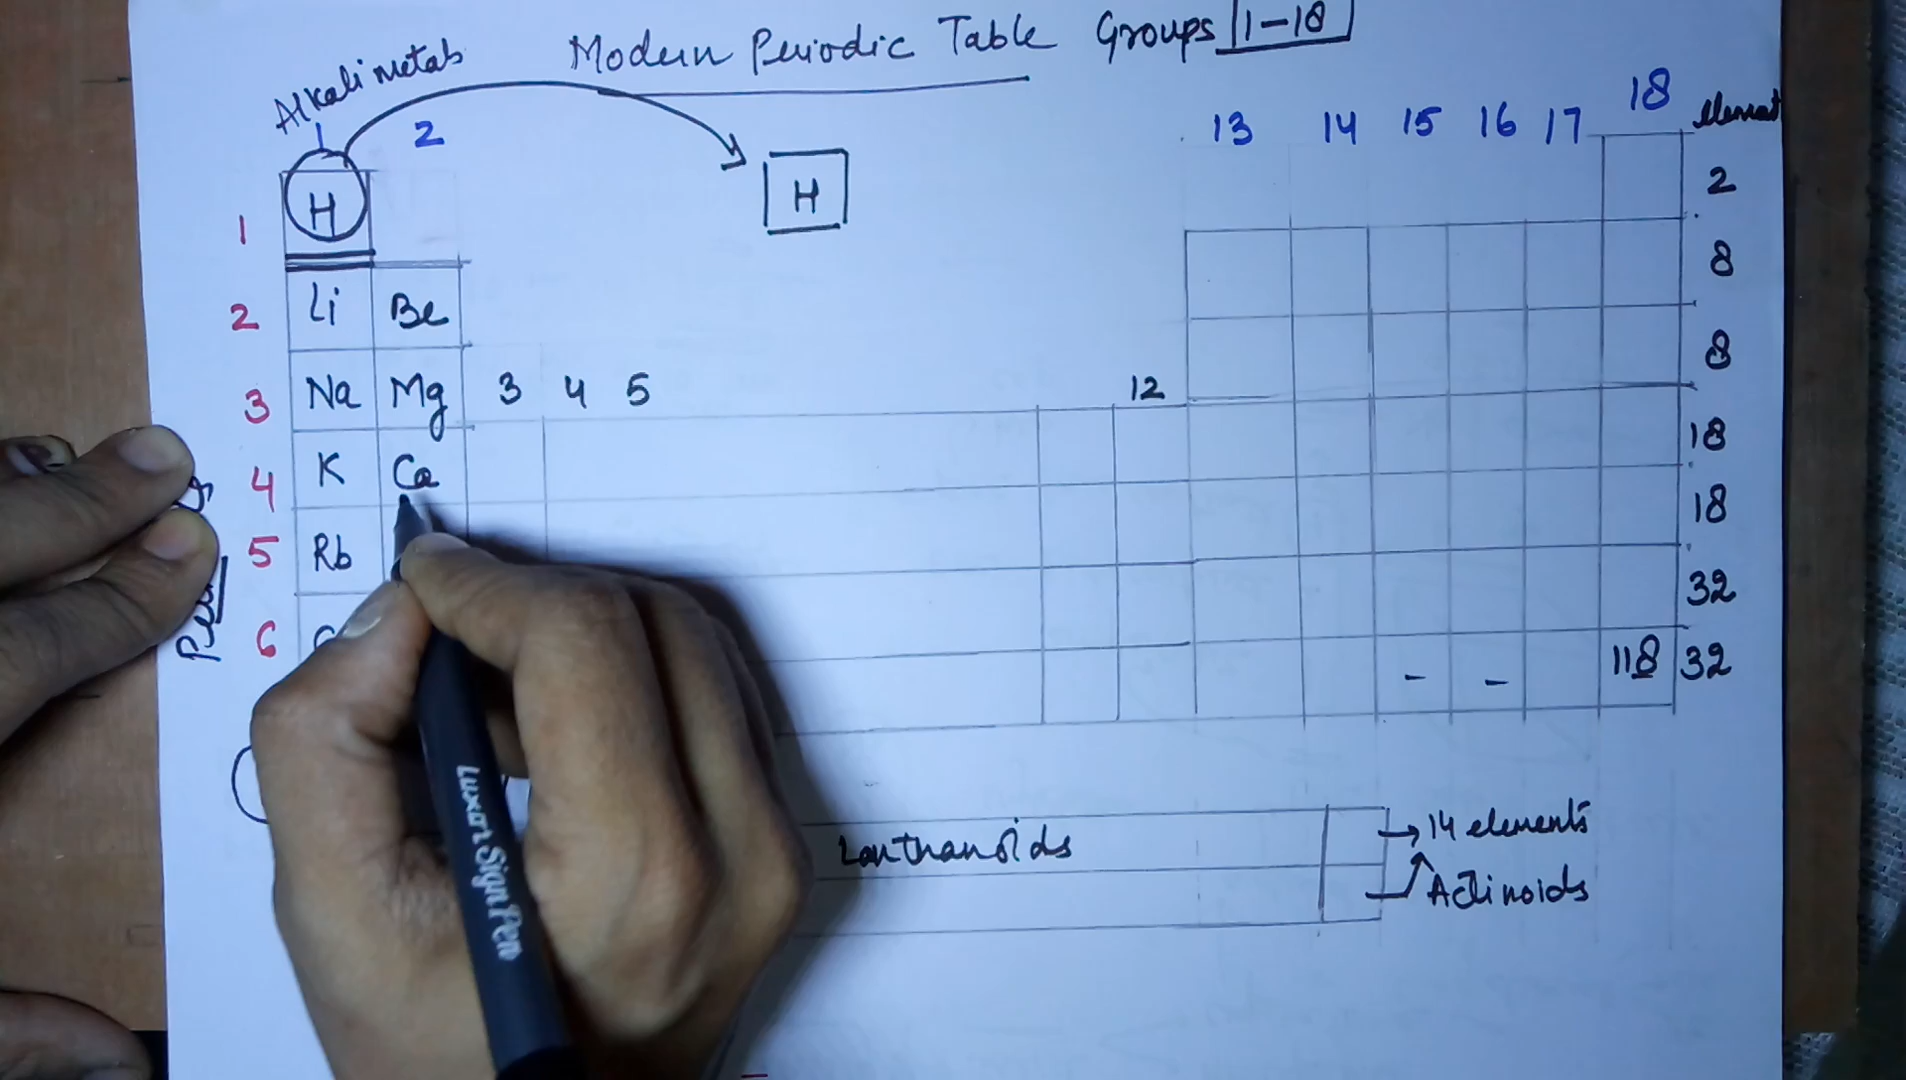 Modern Periodic Table Groups 1-18
Alkali metals
2
13 14 15 16 17 18
H
H
1
2
2 Li Be
8
3 Na Mg 3 4 5 12
8
4 K Ca
18
5 Rb
18
6
32
118 32
Lanthanoids
14 elements
Actinoids
Luxor Sign Pen